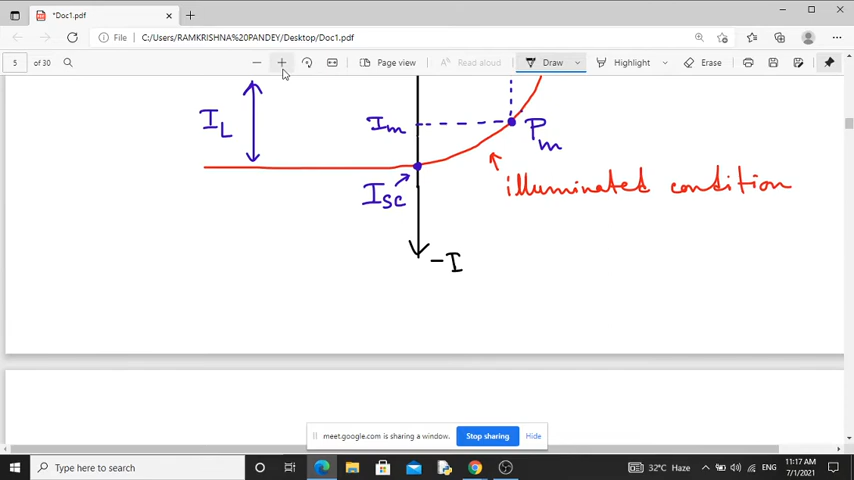 *Doc1.pdf
File
C:/Users/RAMKRISHNA%20PANDEY/Desktop/Doc1.pdf
5 of 30
Page view
Read aloud
Draw
Highlight
Erase
IL
Im
Pm
illuminated condition
Isc
-I
meet.google.com is sharing a window.
Stop sharing
Hide
Type here to search
32°C Haze
ENG
11:17 AM
7/1/2021